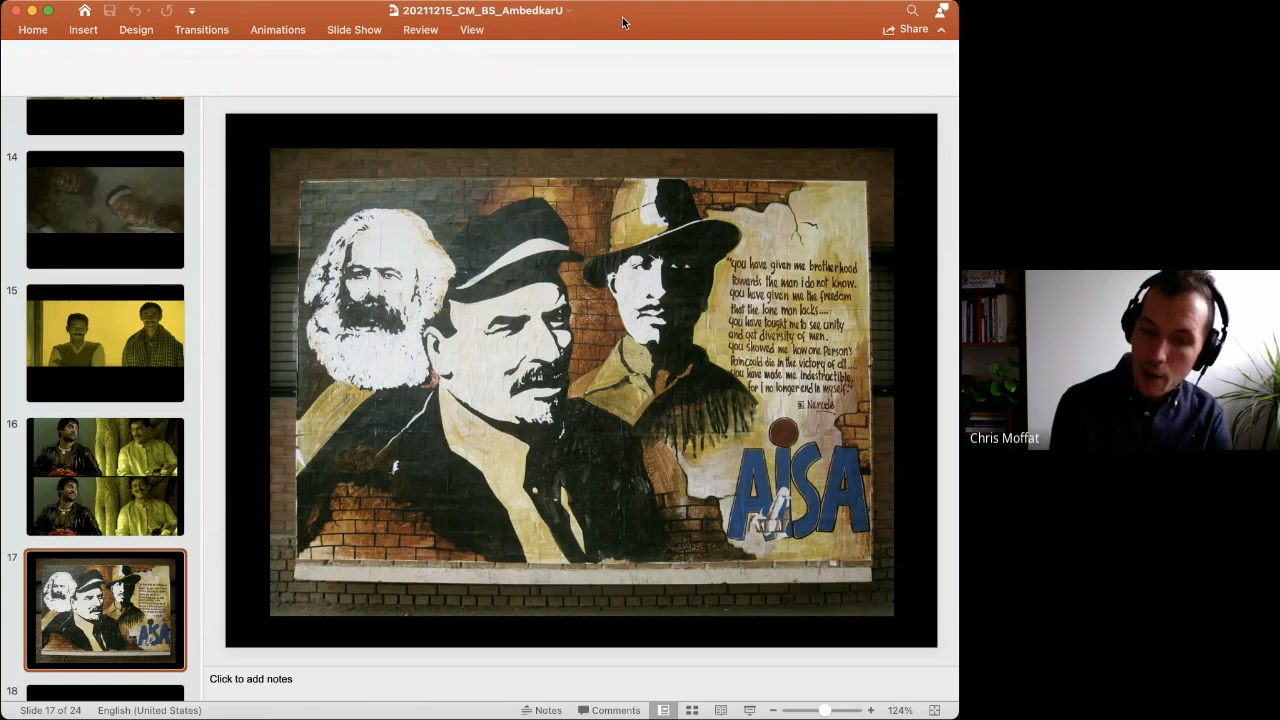 20211215_CM_BS_AmbedkarU
Home Insert Design Transitions Animations Slide Show Review View Share
14
15
16
17
18
"you have given me brotherhood
towards the man i do not know.
you have given me the freedom
that the lone man lacks....
you have tought me to see unity
and yet diversity of men.
you showed me how one Person's
Pain could die in the victory of all....
you have made me indestructible,
for i no longer end in myself."
Neruda
AISA
Chris Moffat
Click to add notes
Slide 17 of 24 English (United States) Notes Comments 124%